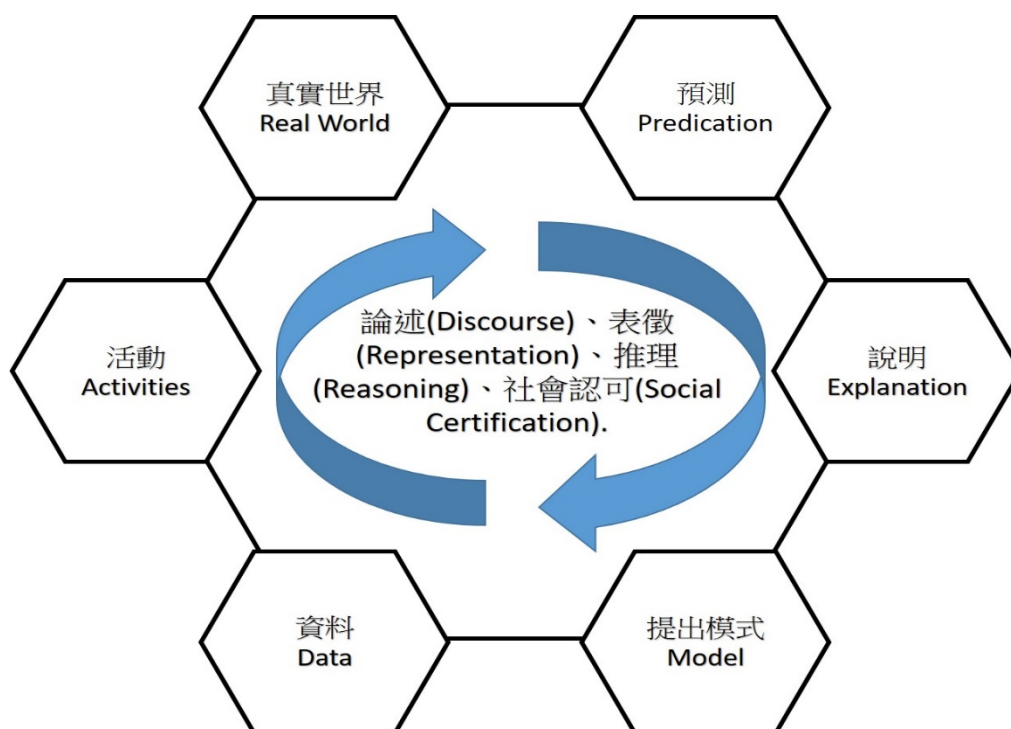 真實世界
Real World
預測
Predication
論述(Discourse)、表徵
(Representation)、推理
(Reasoning)、社會認可(Social
Certification).
活動
Activities
說明
Explanation
資料
Data
提出模式
Model